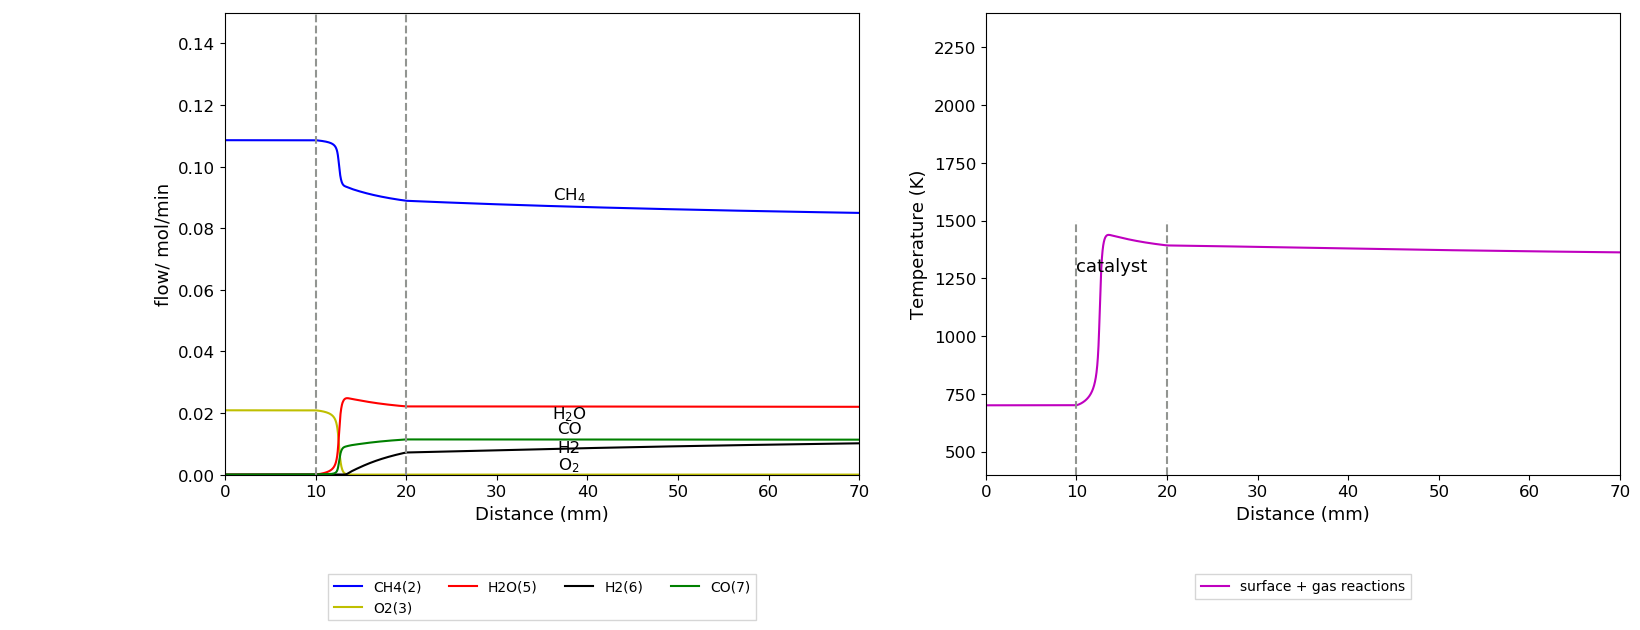 0.14
0.12
0.10
0.08
0.06
0.04
0.02
0.00
flow/ mol/min
CH4
H2O
CO
H2
O2
0 10 20 30 40 50 60 70
Distance (mm)
CH4(2) H2O(5) H2(6) CO(7)
O2(3)
2250
2000
1750
1500
1250
1000
750
500
Temperature (K)
catalyst
0 10 20 30 40 50 60 70
Distance (mm)
surface + gas reactions